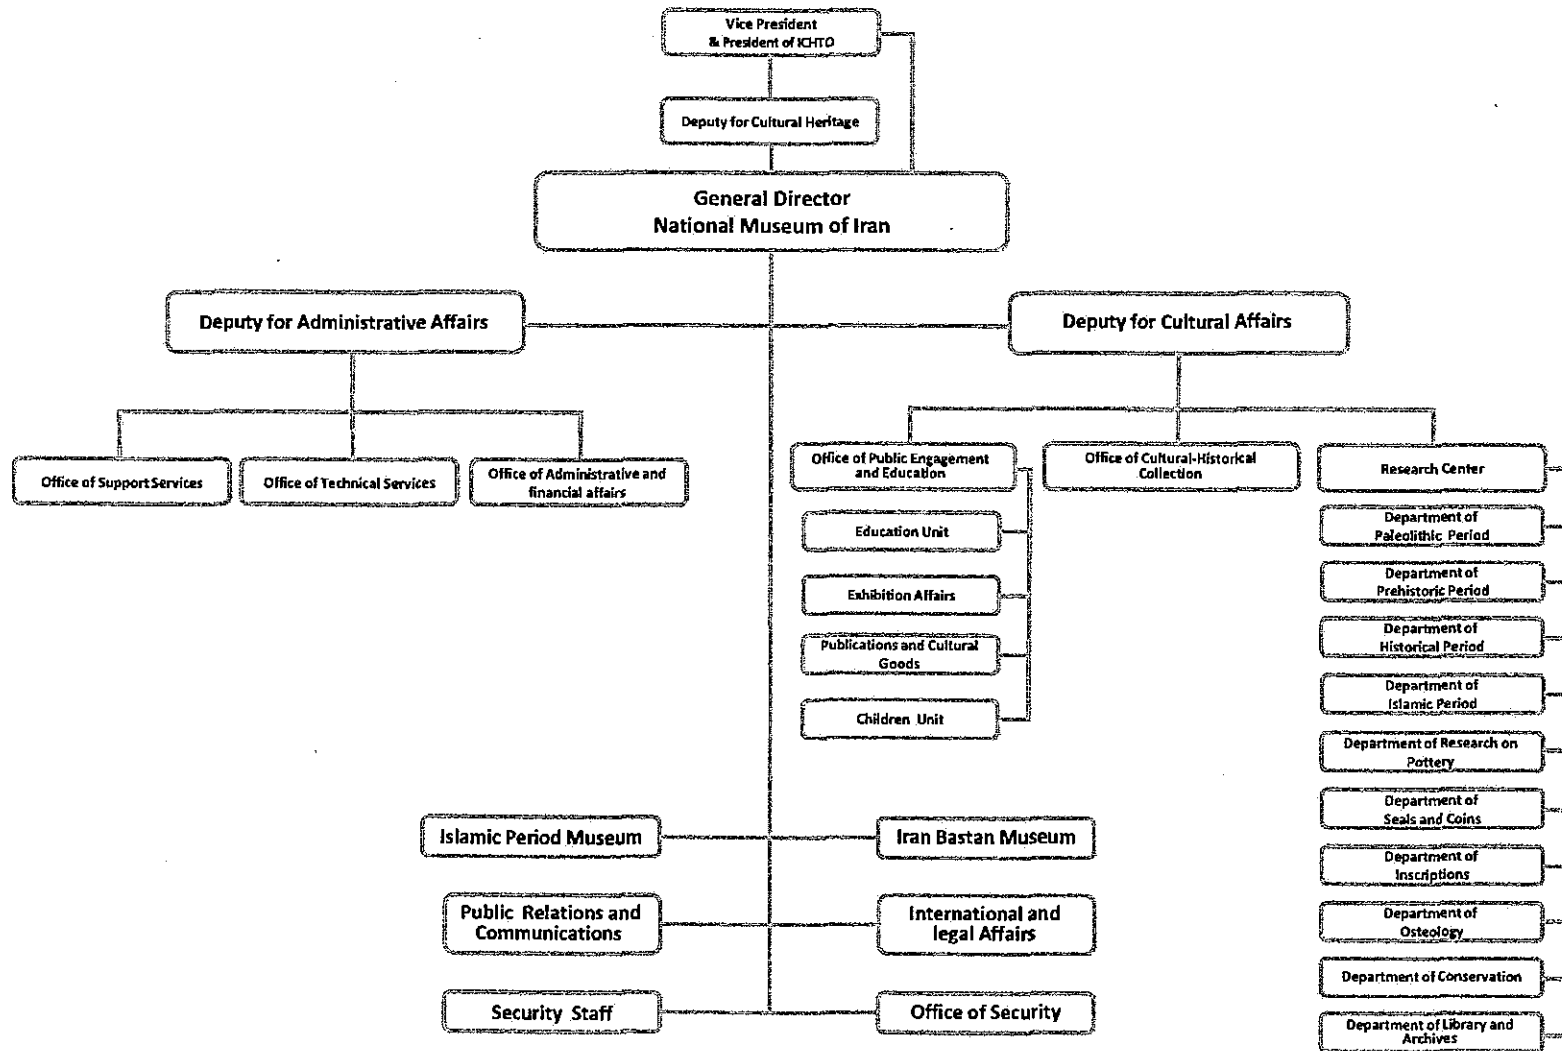 Vice President
& President of ICHTO
Deputy for Cultural Heritage
General Director
National Museum of Iran
Deputy for Administrative Affairs
Deputy for Cultural Affairs
Office of Support Services
Office of Technical Services
Office of Administrative and
financial affairs
Office of Public Engagement
and Education
Education Unit
Exhibition Affairs
Publications and Cultural
Goods
Children Unit
Office of Cultural-Historical
Collection
Research Center
Department of
Paleolithic Period
Department of
Prehistoric Period
Department of
Historical Period
Department of
Islamic Period
Department of Research on
Pottery
Department of
Seals and Coins
Department of
Inscriptions
Department of
Osteology
Department of Conservation
Department of Library and
Archives
Islamic Period Museum
Iran Bastan Museum
Public Relations and
Communications
International and
legal Affairs
Security Staff
Office of Security